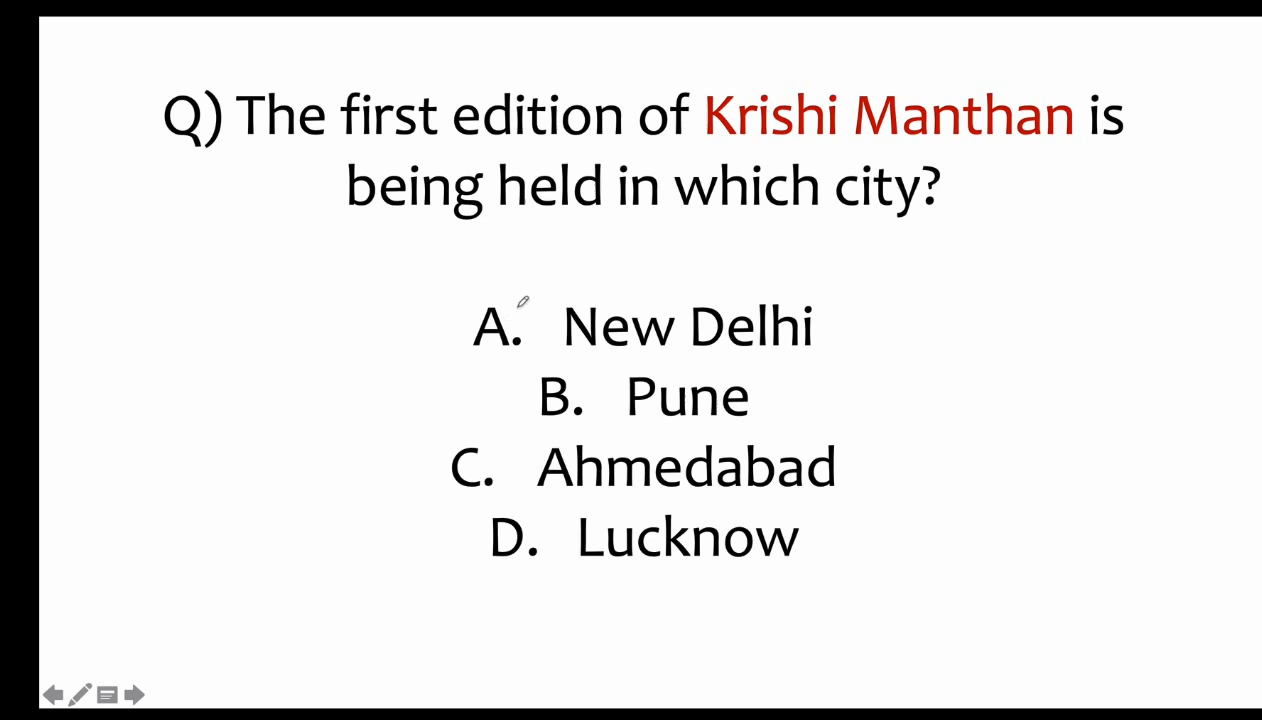 Q) The first edition of Krishi Manthan is
being held in which city?
A. New Delhi
B. Pune
C. Ahmedabad
D. Lucknow